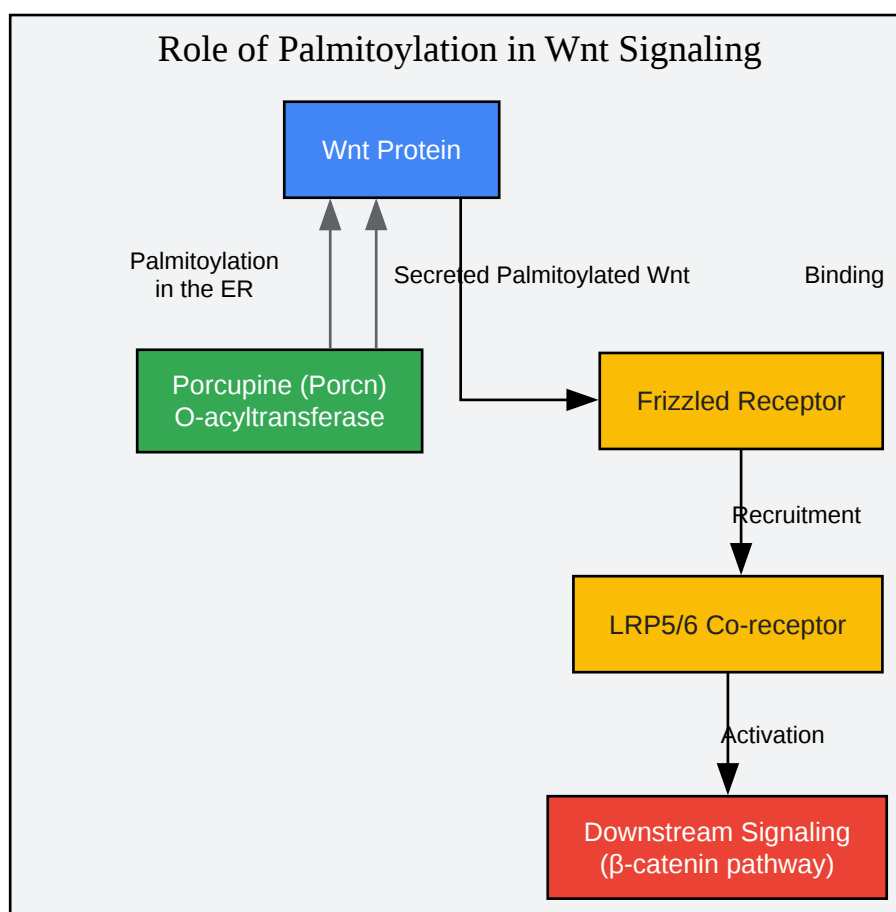 Role of Palmitoylation in Wnt Signaling
Wnt Protein
Palmitoylation
in the ER
Secreted Palmitoylated Wnt
Binding
Porcupine (Porcn)
O-acyltransferase
Frizzled Receptor
Recruitment
LRP5/6 Co-receptor
Activation
Downstream Signaling
(β-catenin pathway)